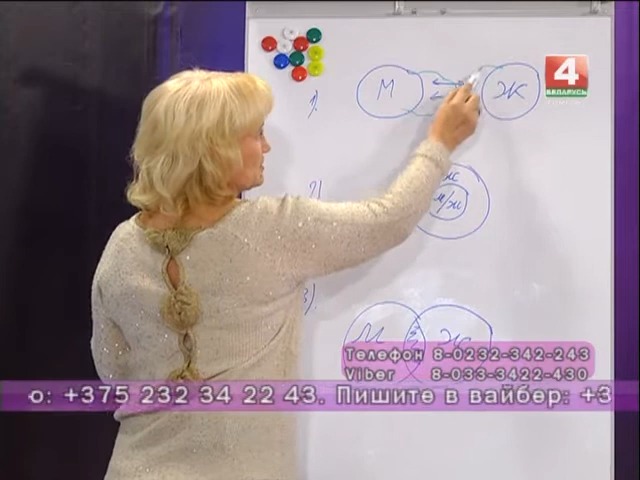 4
БЕЛАРУСЬ
1)
М
Ж
2)
Ж
М/Ж
3)
М
Ж
Телефон 8-0232-342-243
Viber 8-033-3422-430
о: +375 232 34 22 43. Пишите в вайбер: +3